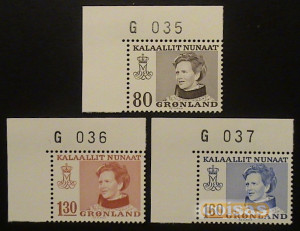 G 035
KALAALLIT NUNAAT
80
GRØNLAND
G 036
KALAALLIT NUNAAT
130
GRØNLAND
G 037
KALAALLIT NUNAAT
160
GRØNLAND